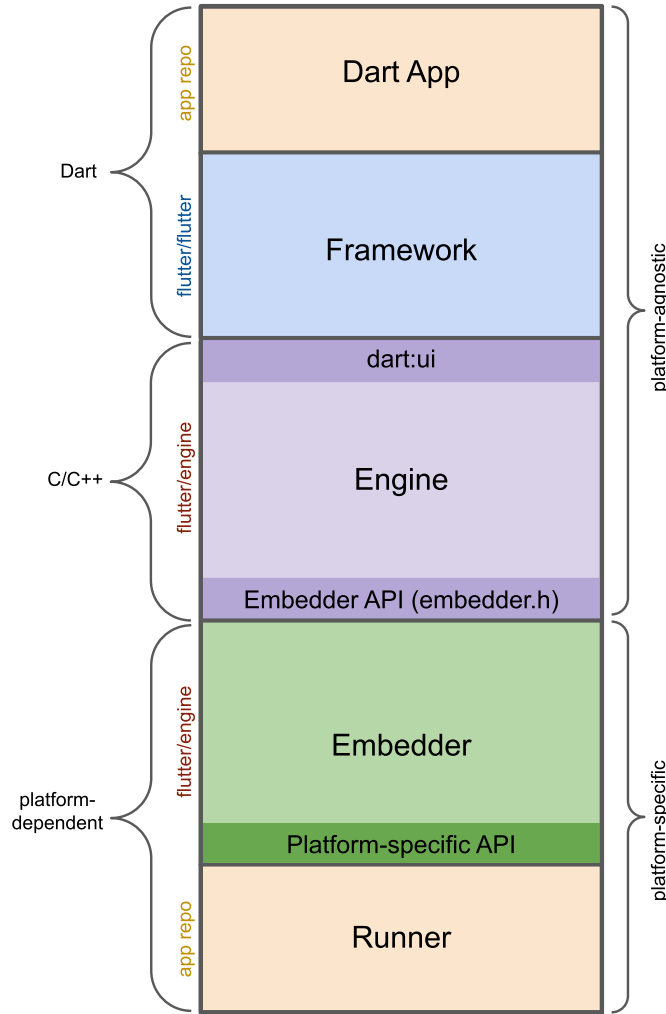 Dart App
app repo
Dart
Framework
flutter/flutter
platform-agnostic
dart:ui
Engine
flutter/engine
C/C++
Embedder API (embedder.h)
Embedder
flutter/engine
platform-
dependent
platform-specific
Platform-specific API
Runner
app repo